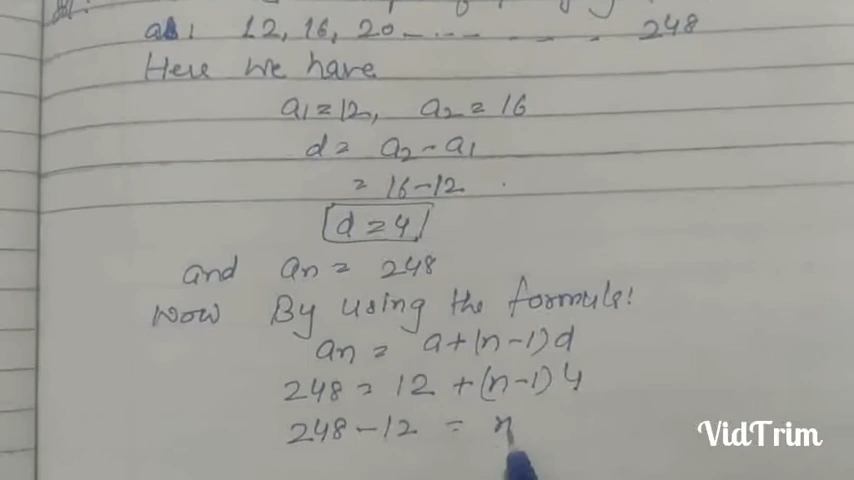 12, 16, 20 - - - - - - - . 248
Here we have
a1 = 12, a2 = 16
d = a2 - a1
= 16-12
d = 4
and an = 248
Now By using the formula:
an = a+(n-1)d
248 = 12 +(n-1)4
248-12 = n
VidTrim